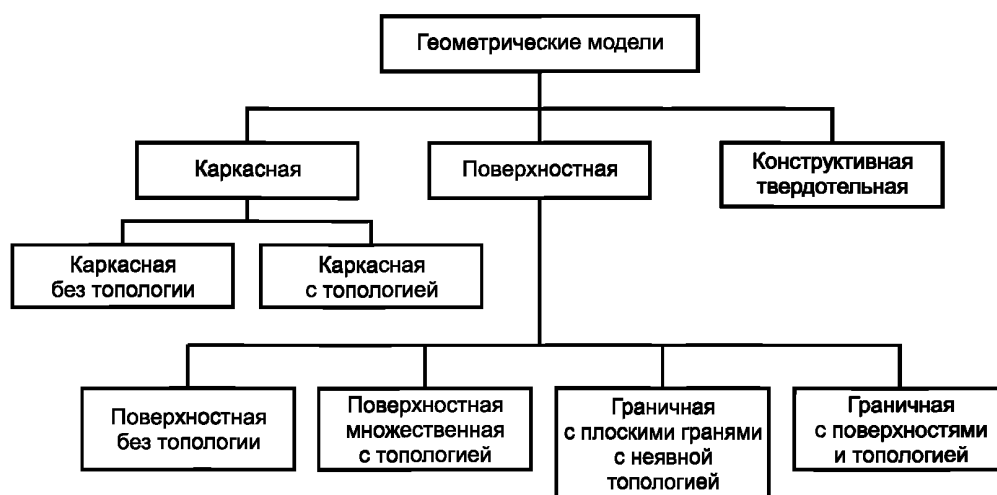 Геометрические модели
Каркасная
Поверхностная
Конструктивная
твердотельная
Каркасная
без топологии
Каркасная
с топологией
Поверхностная
без топологии
Поверхностная
множественная
с топологией
Граничная
с плоскими гранями
с неявной
топологией
Граничная
с поверхностями
и топологией